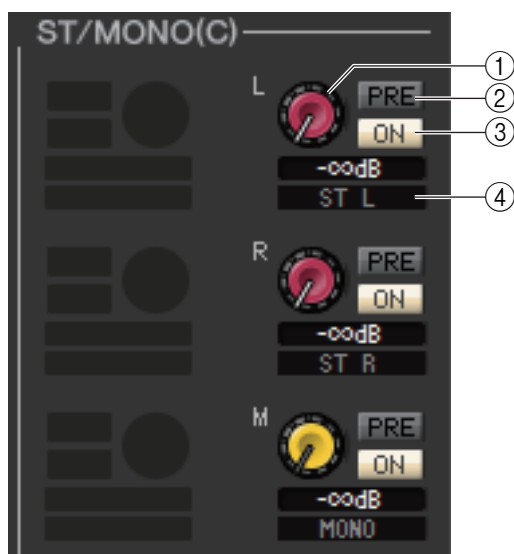 ST/MONO(C)
L
PRE
ON
-∞dB
ST L
R
PRE
ON
-∞dB
ST R
M
PRE
ON
-∞dB
MONO
①
②
③
④